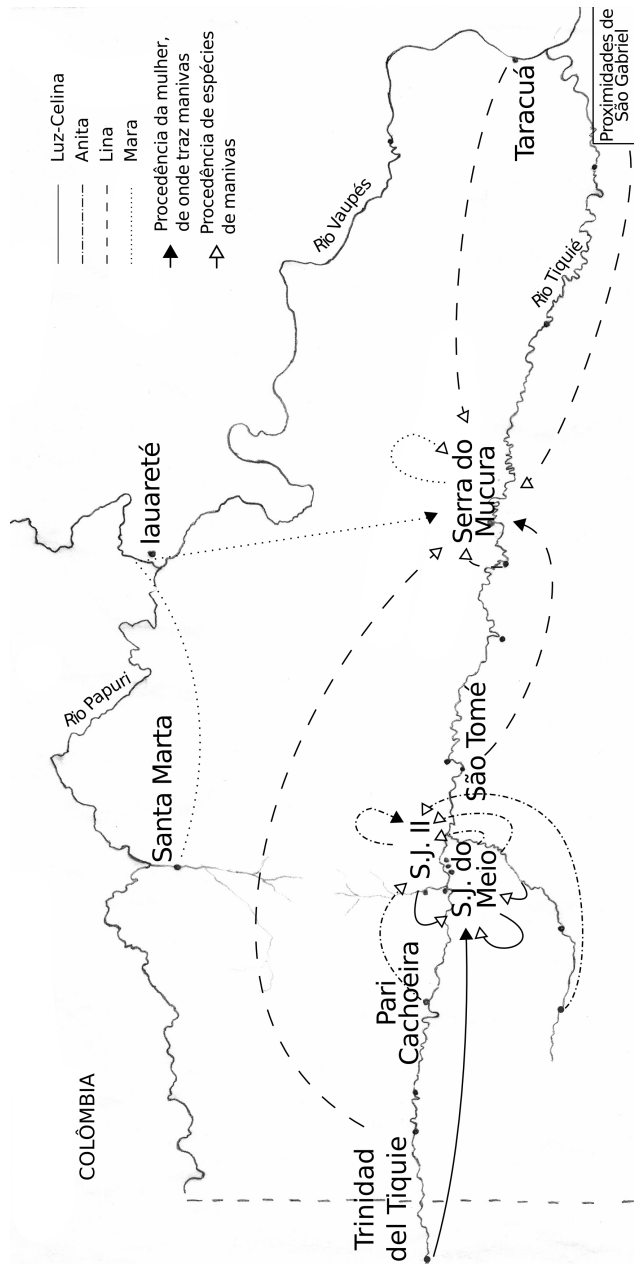 Luz-Celina
Anita
Lina
Mara
Procedência da mulher,
de onde traz manivas
Procedência de espécies
de manivas
COLÔMBIA
Rio Papuri
Santa Marta
Iauareté
Rio Vaupés
Taracuá
Proximidades de
São Gabriel
Rio Tiquié
Serra do
Mucura
São Tomé
S.J. II
S.J. do
Meio
Pari
Cachoeira
Trinidad
del Tiquie